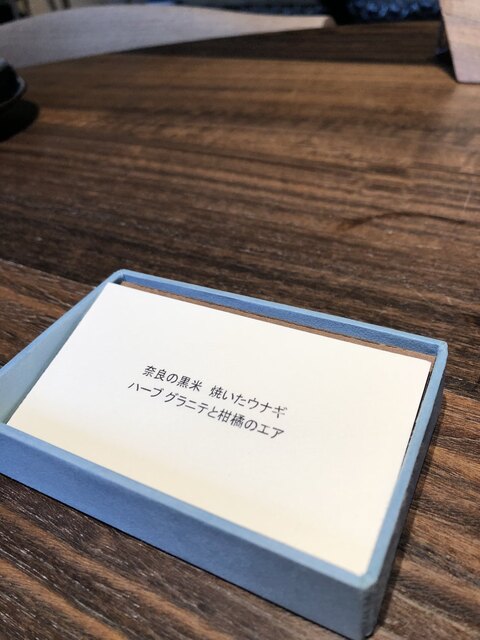 奈良の黒米 焼いたウナギ
ハーブ グラニテと柑橘のエア